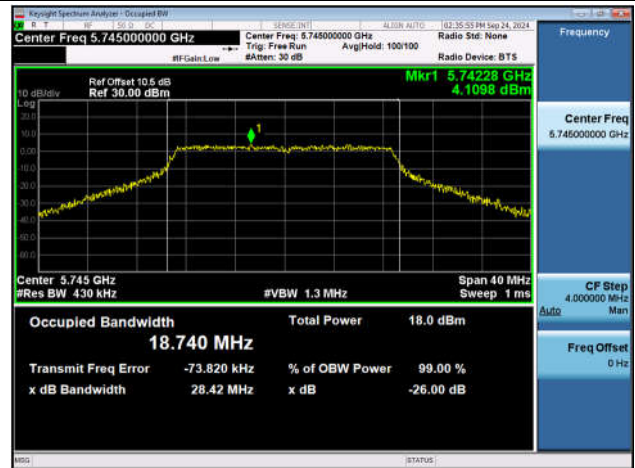 Keysight Spectrum Analyzer - Occupied BW
R T RF 50 Ω DC SENSE:INT ALIGN AUTO 02:35:55 PM Sep 24, 2024
Center Freq 5.745000000 GHz
Center Freq: 5.745000000 GHz Radio Std: None
Trig: Free Run Avg|Hold: 100/100
#IFGain:Low #Atten: 30 dB Radio Device: BTS
Frequency
Ref Offset 10.5 dB
Mkr1 5.74228 GHz
10 dB/div Ref 30.00 dBm
4.1098 dBm
Log
20.0
10.0
1
0.00
-10.0
-20.0
-30.0
-40.0
-50.0
-60.0
Center 5.745 GHz Span 40 MHz
#Res BW 430 kHz #VBW 1.3 MHz Sweep 1 ms
Center Freq
5.745000000 GHz
CF Step
4.000000 MHz
Auto Man
Freq Offset
0 Hz
Occupied Bandwidth Total Power 18.0 dBm
18.740 MHz
Transmit Freq Error -73.820 kHz % of OBW Power 99.00 %
x dB Bandwidth 28.42 MHz x dB -26.00 dB
MSG STATUS